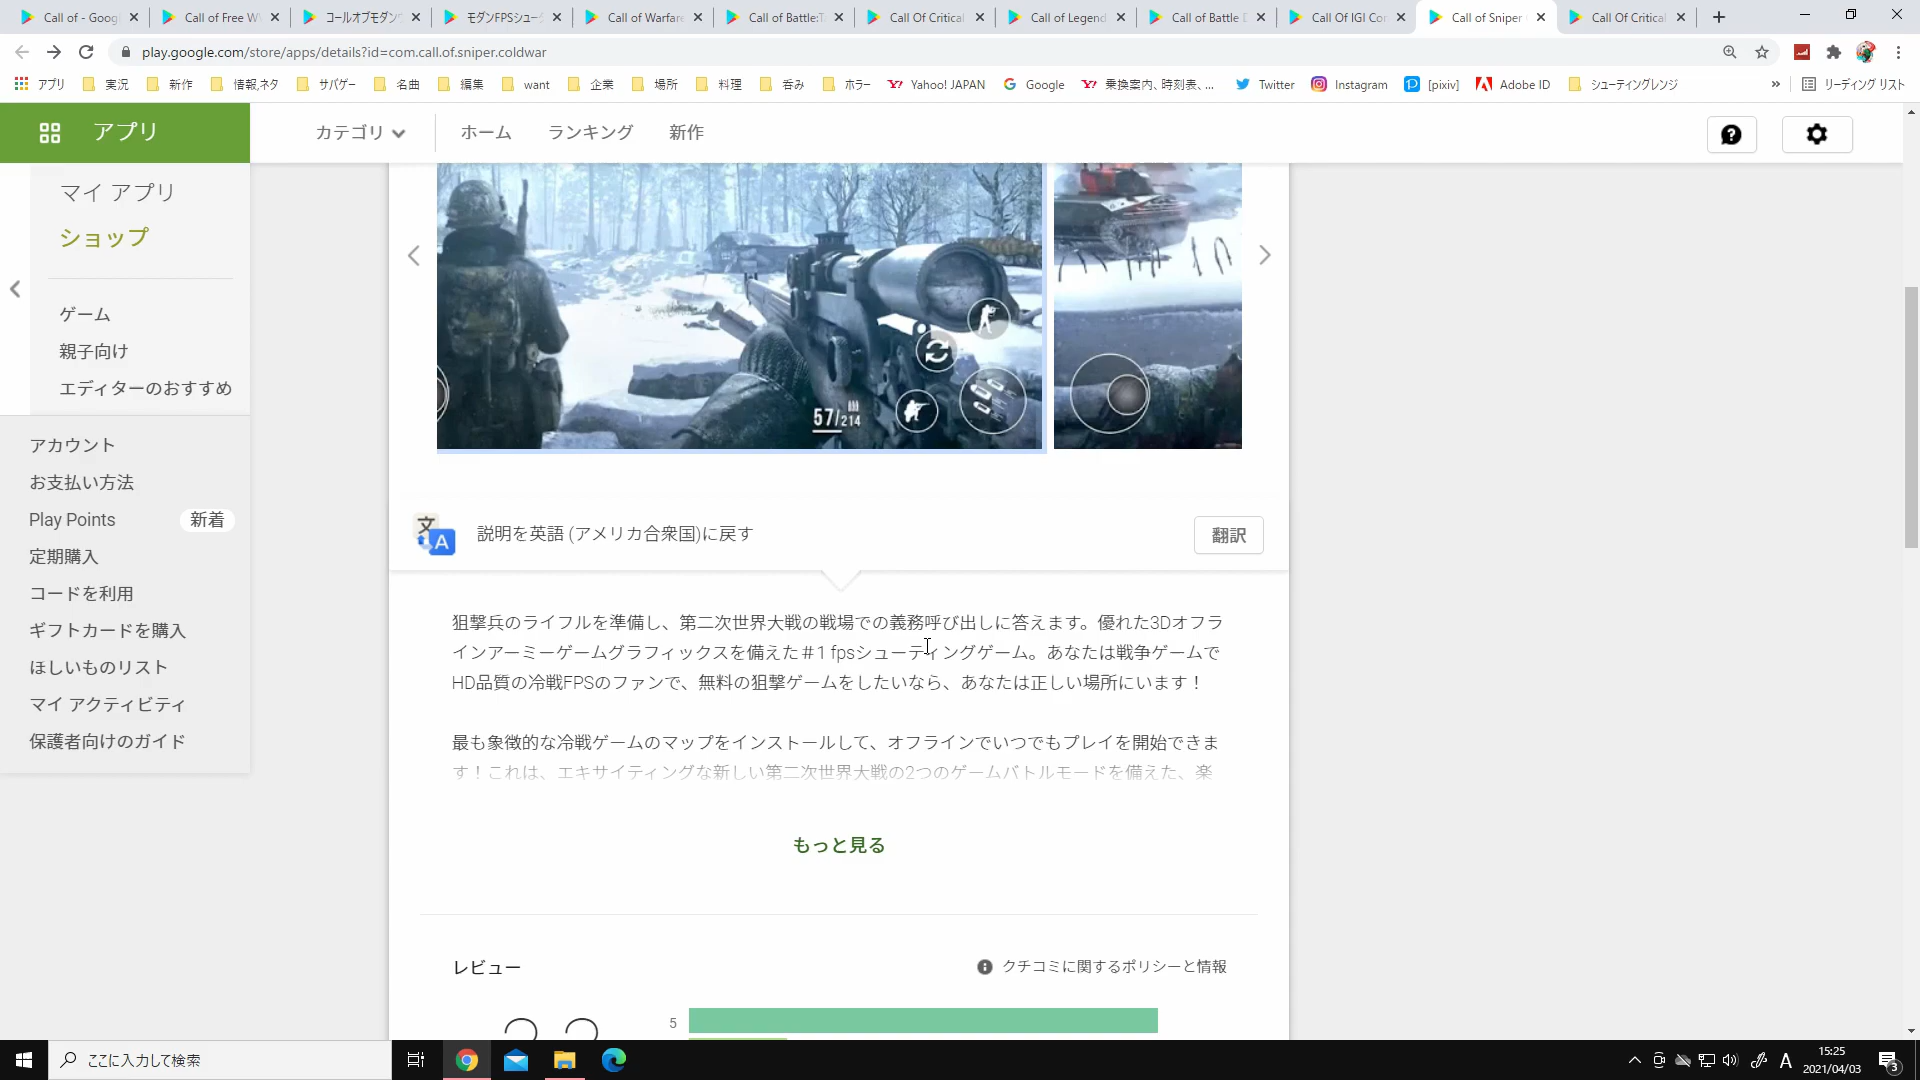 Call of - Googl
Call of Free W
コールオブモダン
モダンFPSシュー
Call of Warfare
Call of Battle:
Call Of Critical
Call of Legend
Call of Battle
Call Of IGI Co
Call of Sniper
Call Of Critical
play.google.com/store/apps/details?id=com.call.of.sniper.coldwar
アプリ
実況
新作
情報,ネタ
サバゲー
名曲
編集
want
企業
場所
料理
呑み
ホラー
Yahoo! JAPAN
Google
乗換案内、時刻表、...
Twitter
Instagram
[pixiv]
Adobe ID
シューティングレンジ
»
リーディング リスト
アプリ
カテゴリ
ホーム
ランキング
新作
マイ アプリ
ショップ
ゲーム
親子向け
エディターのおすすめ
アカウント
お支払い方法
Play Points
新着
定期購入
コードを利用
ギフトカードを購入
ほしいものリスト
マイ アクティビティ
保護者向けのガイド
57/214
説明を英語 (アメリカ合衆国)に戻す
翻訳
狙撃兵のライフルを準備し、第二次世界大戦の戦場での義務呼び出しに答えます。優れた3Dオフラ
インアーミーゲームグラフィックスを備えた＃1 fpsシューティングゲーム。あなたは戦争ゲームで
HD品質の冷戦FPSのファンで、無料の狙撃ゲームをしたいなら、あなたは正しい場所にいます！
最も象徴的な冷戦ゲームのマップをインストールして、オフラインでいつでもプレイを開始できま
す！これは、エキサイティングな新しい第二次世界大戦の2つのゲームバトルモードを備えた、楽
もっと見る
レビュー
クチコミに関するポリシーと情報
5
ここに入力して検索
A
15:25
2021/04/03
3